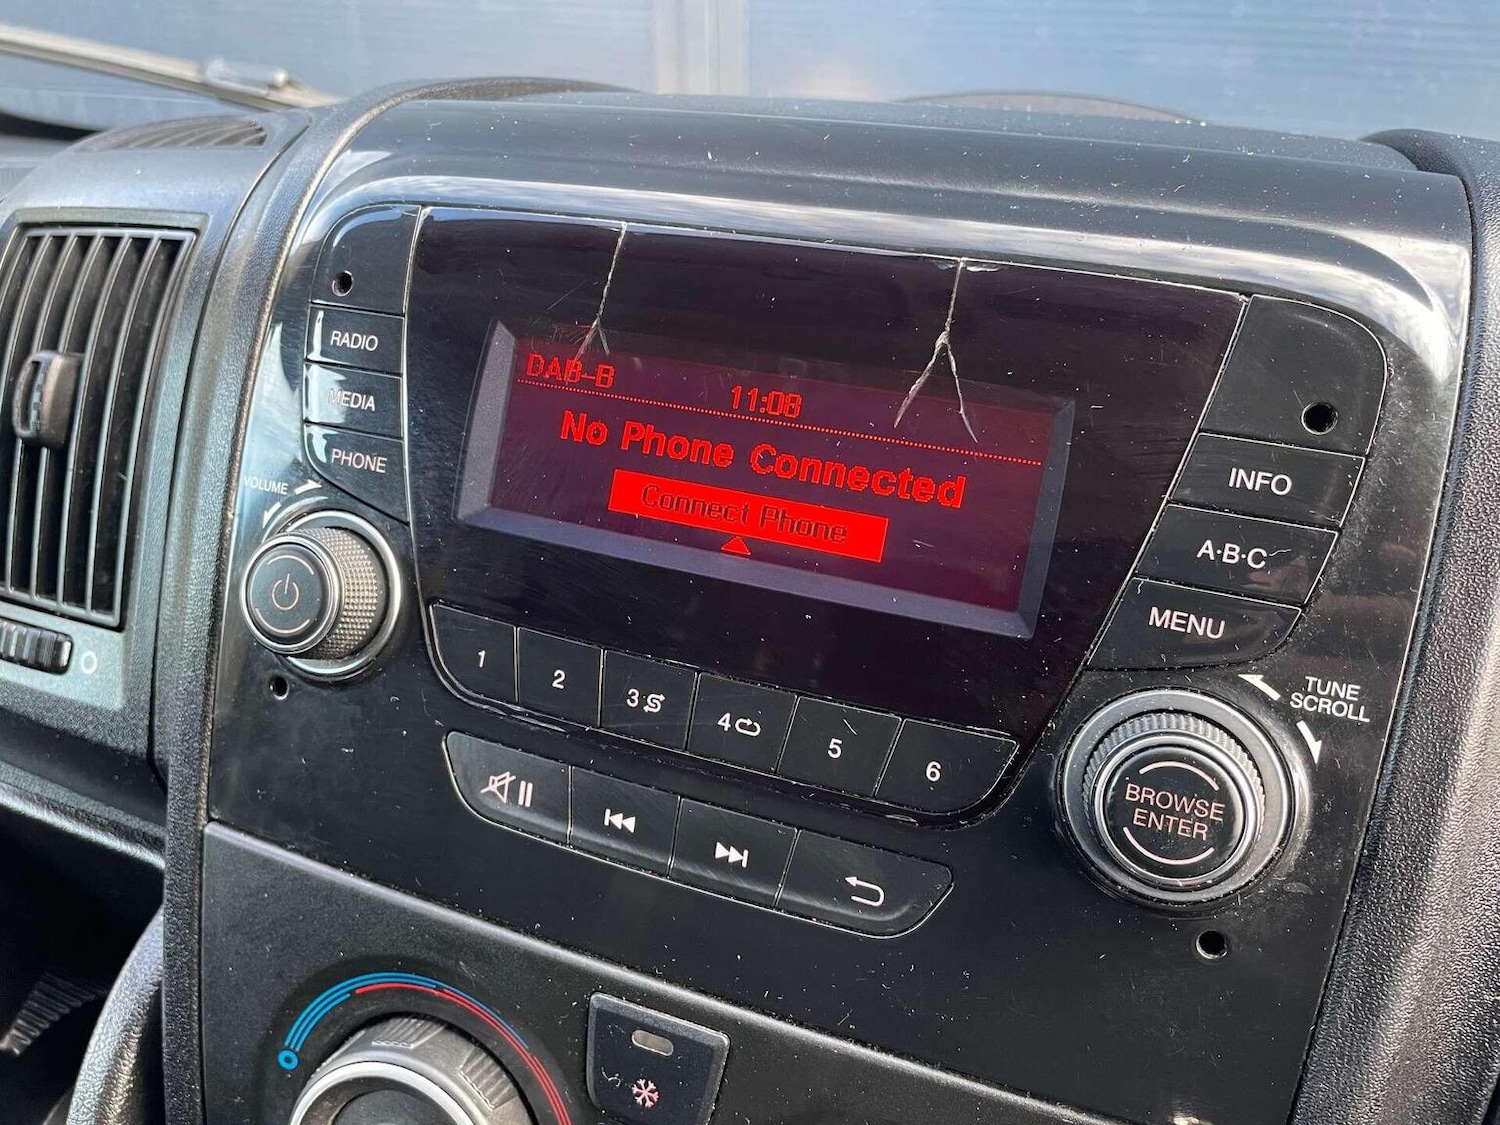 RADIO
MEDIA
PHONE
VOLUME
DAB-B
11:08
No Phone Connected
Connect Phone
INFO
A·B·C
MENU
TUNE
SCROLL
1
2
3
4
5
6
BROWSE
ENTER